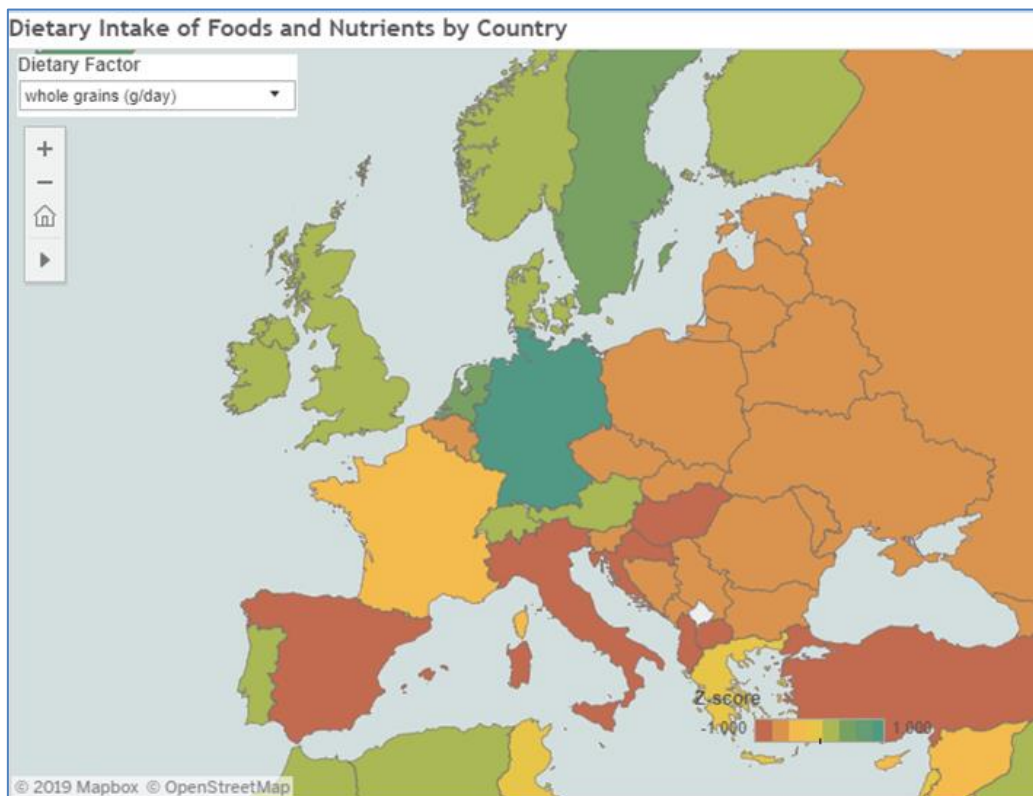 Dietary Intake of Foods and Nutrients by Country
Dietary Factor
whole grains (g/day)
Z-score
-1.000 1.000
© 2019 Mapbox © OpenStreetMap